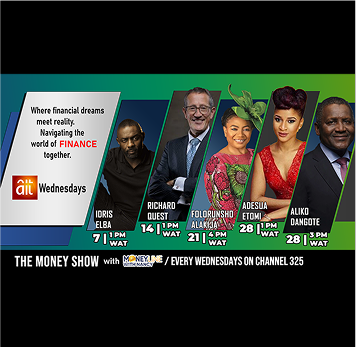 Where financial dreams
meet reality.
Navigating the
world of FINANCE
together.
ait Wednesdays
IDRIS
ELBA
7 | 1 PM
WAT
RICHARD
QUEST
14 | 1 PM
WAT
FOLORUNSHO
ALAKIJA
21 | 4 PM
WAT
ADESUA
ETOMI
28 | 1 PM
WAT
ALIKO
DANGOTE
28 | 3 PM
WAT
THE MONEY SHOW with MONEYLINE WITH NANCY / EVERY WEDNESDAYS ON CHANNEL 325